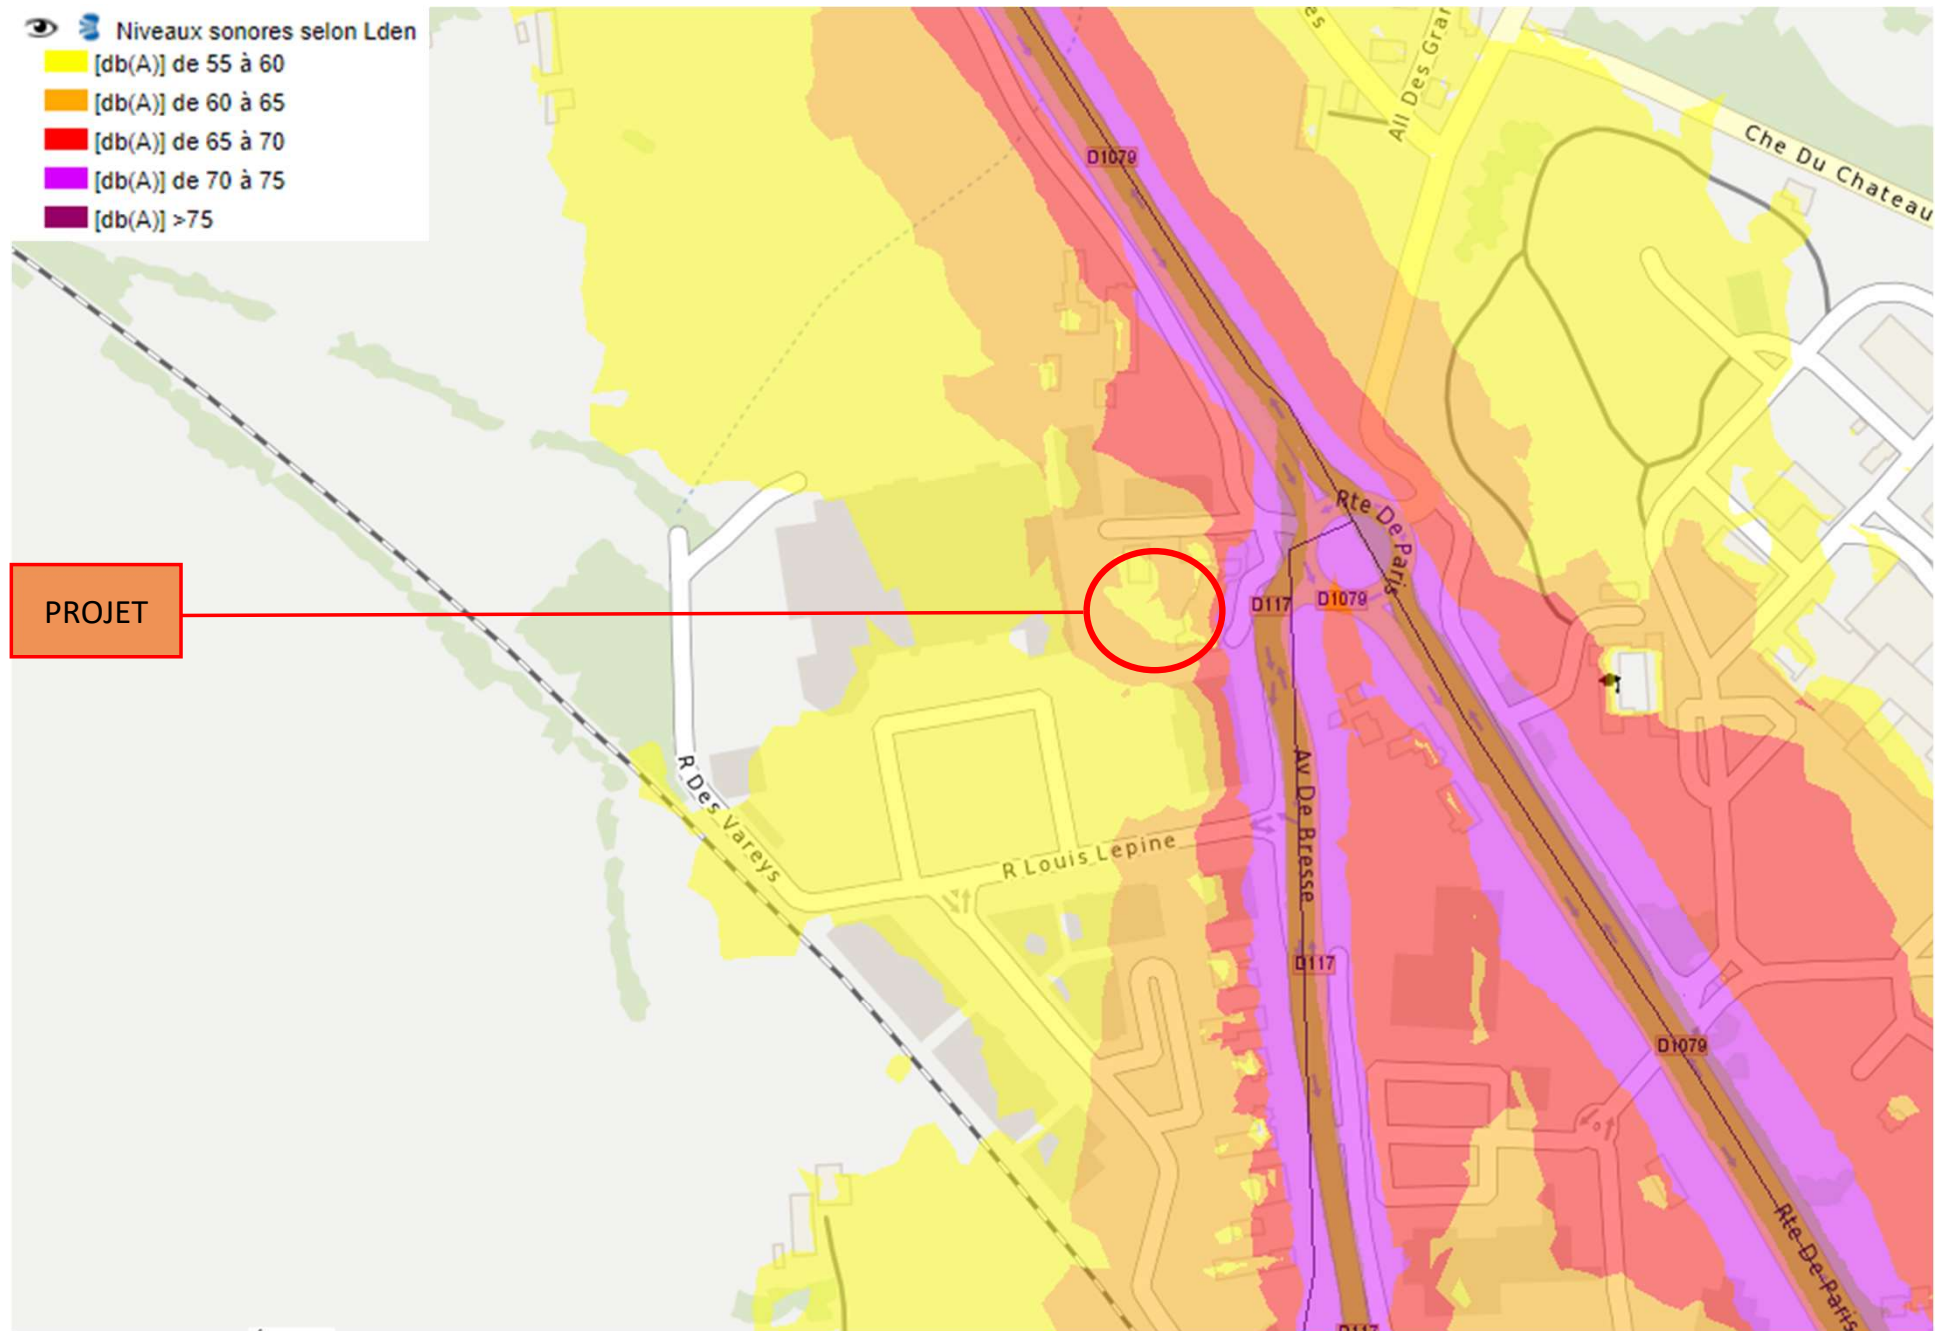 Niveaux sonores selon Lden
[db(A)] de 55 à 60
[db(A)] de 60 à 65
[db(A)] de 65 à 70
[db(A)] de 70 à 75
[db(A)] >75
All Des Gran
Che Du Chateau
D1079
Rte De Paris
PROJET
D117
D1079
Av De Bresse
R Des Vareys
R Louis Lepine
D117
D1079
Rte De Paris
D117